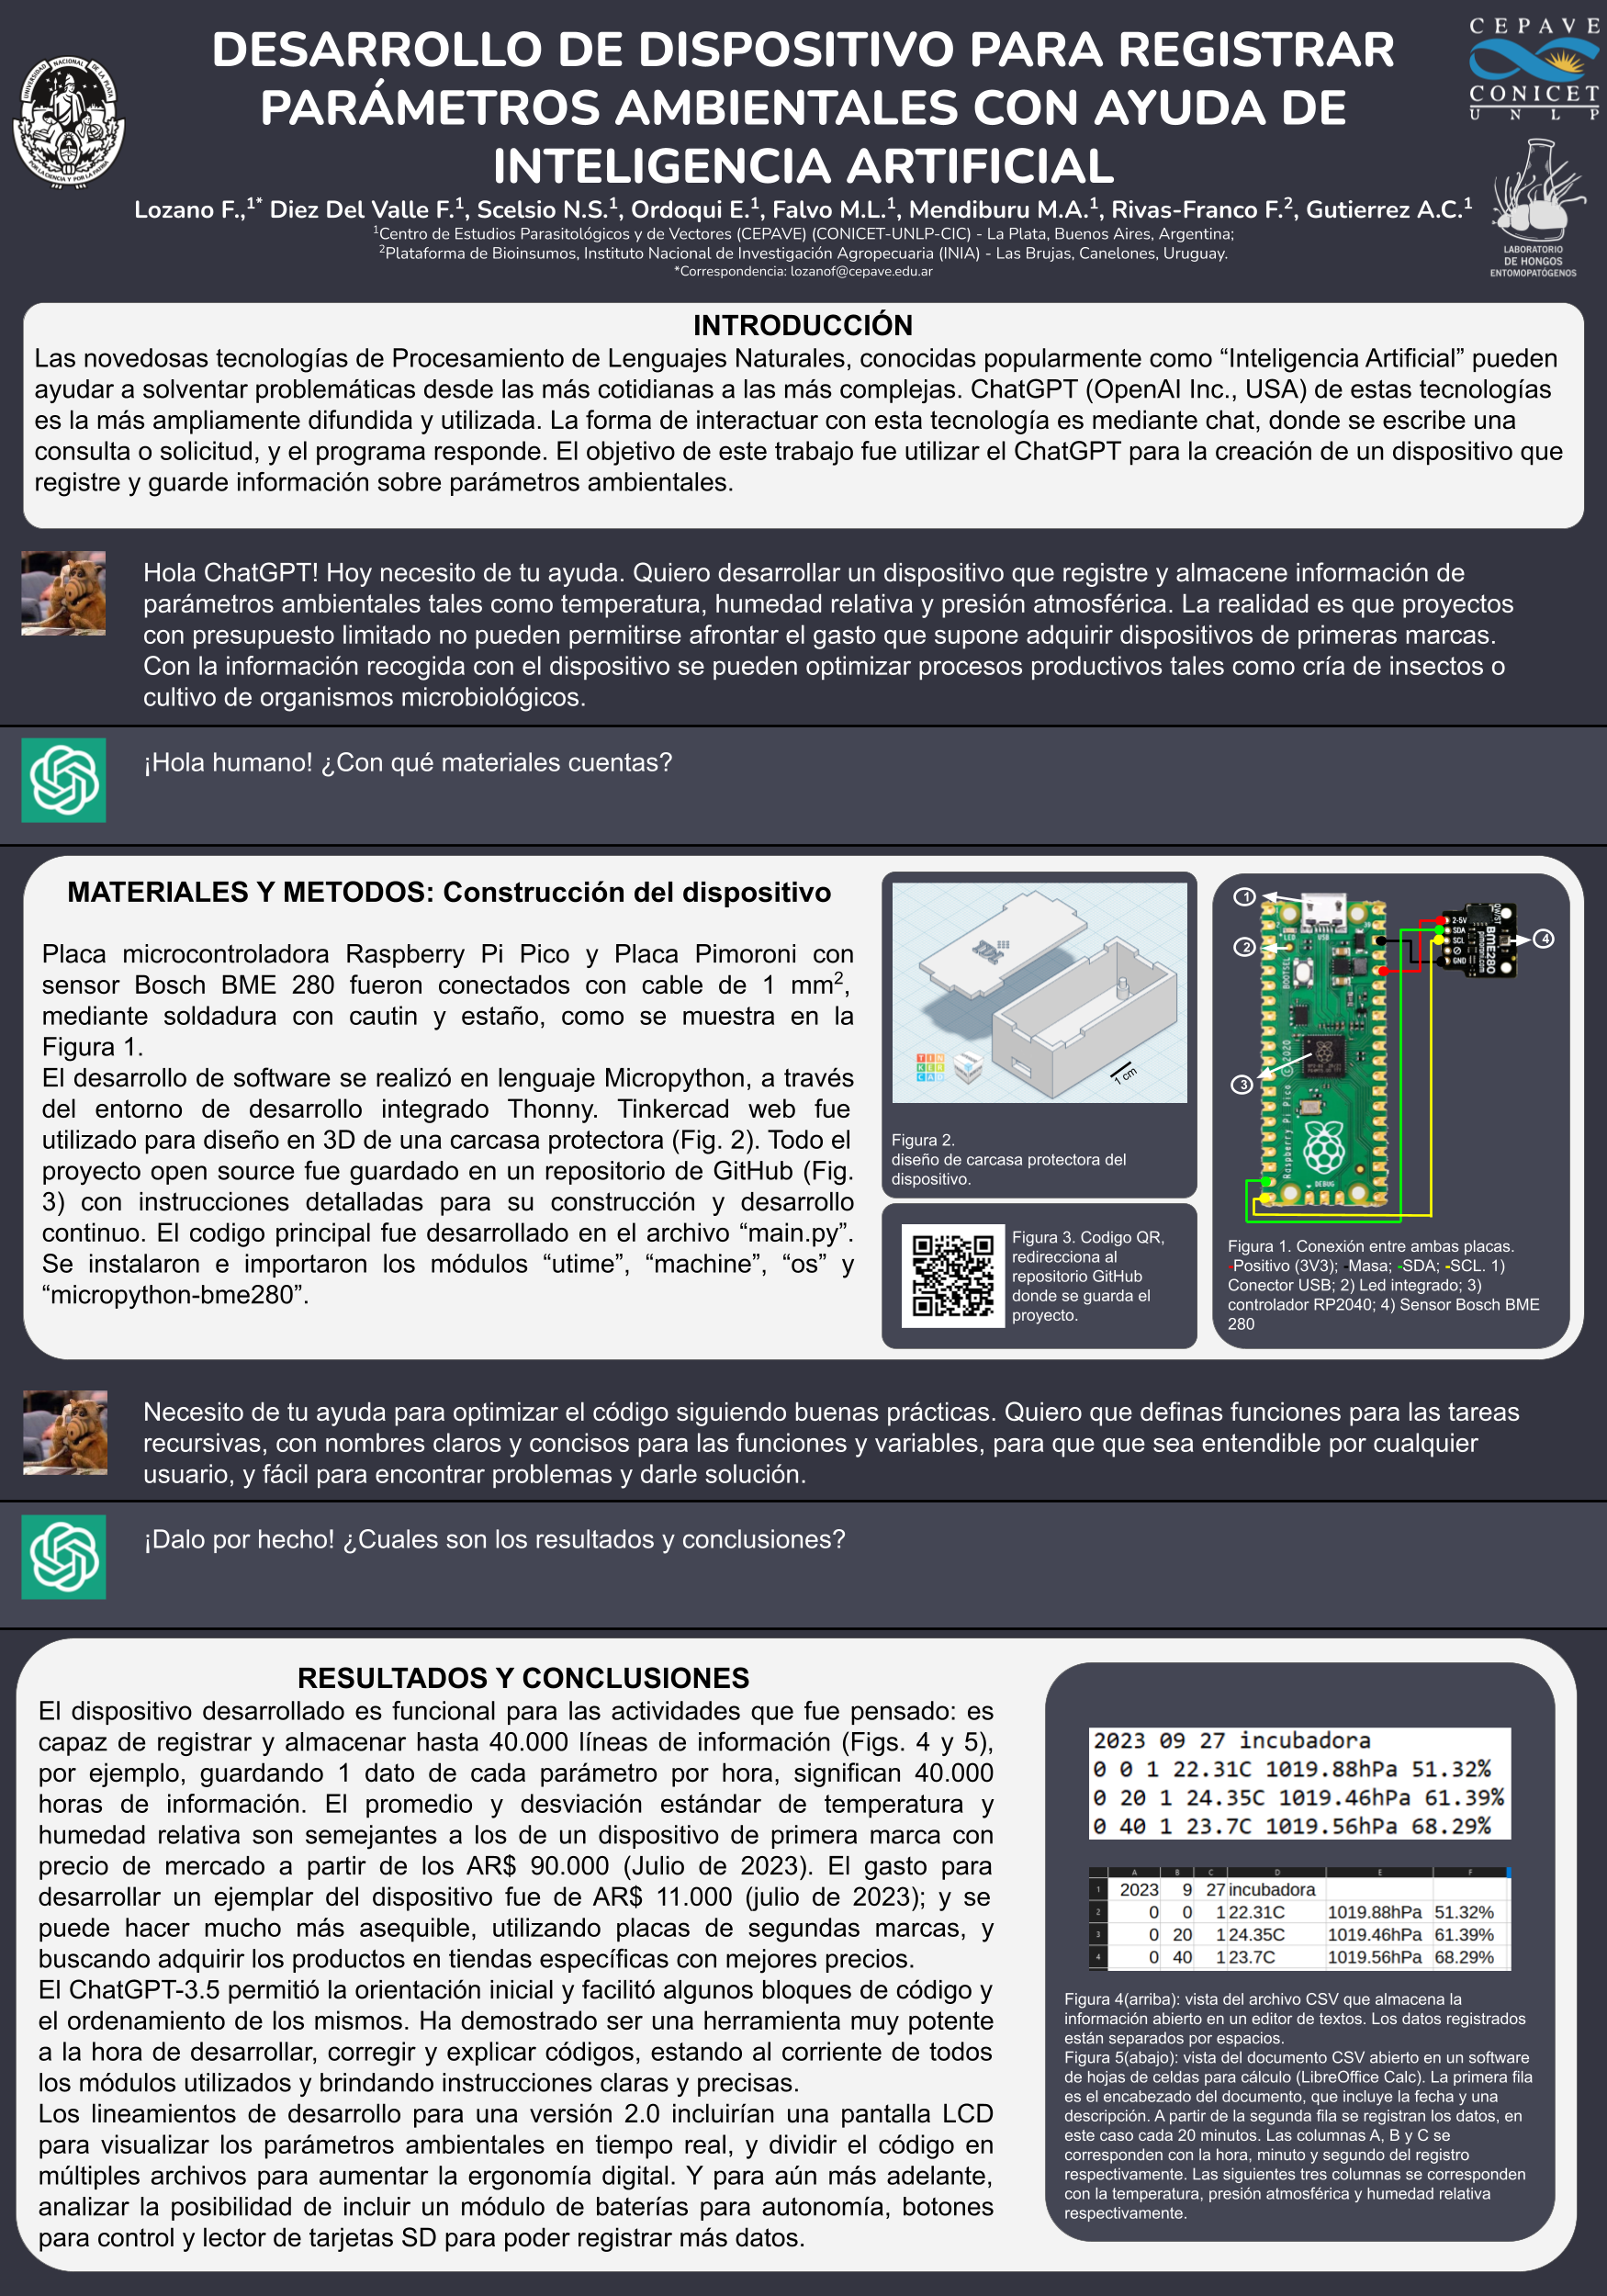 DESARROLLO DE DISPOSITIVO PARA REGISTRAR
PARÁMETROS AMBIENTALES CON AYUDA DE
INTELIGENCIA ARTIFICIAL
Lozano F.,1* Diez Del Valle F.1, Scelsio N.S.1, Ordoqui E.1, Falvo M.L.1, Mendiburu M.A.1, Rivas-Franco F.2, Gutierrez A.C.1
1Centro de Estudios Parasitológicos y de Vectores (CEPAVE) (CONICET-UNLP-CIC) - La Plata, Buenos Aires, Argentina;
2Plataforma de Bioinsumos, Instituto Nacional de Investigación Agropecuaria (INIA) - Las Brujas, Canelones, Uruguay.
*Correspondencia: lozanof@cepave.edu.ar
UNIVERSIDAD NACIONAL DE LA PLATA
POR LA CIENCIA Y POR LA PATRIA
CEPAVE
CONICET
UNLP
LABORATORIO
DE HONGOS
ENTOMOPATÓGENOS
INTRODUCCIÓN
Las novedosas tecnologías de Procesamiento de Lenguajes Naturales, conocidas popularmente como “Inteligencia Artificial” pueden
ayudar a solventar problemáticas desde las más cotidianas a las más complejas. ChatGPT (OpenAI Inc., USA) de estas tecnologías
es la más ampliamente difundida y utilizada. La forma de interactuar con esta tecnología es mediante chat, donde se escribe una
consulta o solicitud, y el programa responde. El objetivo de este trabajo fue utilizar el ChatGPT para la creación de un dispositivo que
registre y guarde información sobre parámetros ambientales.
Hola ChatGPT! Hoy necesito de tu ayuda. Quiero desarrollar un dispositivo que registre y almacene información de
parámetros ambientales tales como temperatura, humedad relativa y presión atmosférica. La realidad es que proyectos
con presupuesto limitado no pueden permitirse afrontar el gasto que supone adquirir dispositivos de primeras marcas.
Con la información recogida con el dispositivo se pueden optimizar procesos productivos tales como cría de insectos o
cultivo de organismos microbiológicos.
¡Hola humano! ¿Con qué materiales cuentas?
MATERIALES Y METODOS: Construcción del dispositivo
Placa microcontroladora Raspberry Pi Pico y Placa Pimoroni con
sensor Bosch BME 280 fueron conectados con cable de 1 mm2,
mediante soldadura con cautin y estaño, como se muestra en la
Figura 1.
El desarrollo de software se realizó en lenguaje Micropython, a través
del entorno de desarrollo integrado Thonny. Tinkercad web fue
utilizado para diseño en 3D de una carcasa protectora (Fig. 2). Todo el
proyecto open source fue guardado en un repositorio de GitHub (Fig.
3) con instrucciones detalladas para su construcción y desarrollo
continuo. El codigo principal fue desarrollado en el archivo “main.py”.
Se instalaron e importaron los módulos “utime”, “machine”, “os” y
“micropython-bme280”.
TIN
KER
CAD
1 cm
Figura 2.
diseño de carcasa protectora del
dispositivo.
Figura 3. Codigo QR,
redirecciona al
repositorio GitHub
donde se guarda el
proyecto.
1
2
3
4
LED
USB
BOOTSEL
Raspberry Pi Pico © 2020
DEBUG
2-5V
SDA
SCL
GND
BME280
pimoroni.com
Figura 1. Conexión entre ambas placas.
-Positivo (3V3); -Masa; -SDA; -SCL. 1)
Conector USB; 2) Led integrado; 3)
controlador RP2040; 4) Sensor Bosch BME
280
Necesito de tu ayuda para optimizar el código siguiendo buenas prácticas. Quiero que definas funciones para las tareas
recursivas, con nombres claros y concisos para las funciones y variables, para que que sea entendible por cualquier
usuario, y fácil para encontrar problemas y darle solución.
¡Dalo por hecho! ¿Cuales son los resultados y conclusiones?
RESULTADOS Y CONCLUSIONES
El dispositivo desarrollado es funcional para las actividades que fue pensado: es
capaz de registrar y almacenar hasta 40.000 líneas de información (Figs. 4 y 5),
por ejemplo, guardando 1 dato de cada parámetro por hora, significan 40.000
horas de información. El promedio y desviación estándar de temperatura y
humedad relativa son semejantes a los de un dispositivo de primera marca con
precio de mercado a partir de los AR$ 90.000 (Julio de 2023). El gasto para
desarrollar un ejemplar del dispositivo fue de AR$ 11.000 (julio de 2023); y se
puede hacer mucho más asequible, utilizando placas de segundas marcas, y
buscando adquirir los productos en tiendas específicas con mejores precios.
El ChatGPT-3.5 permitió la orientación inicial y facilitó algunos bloques de código y
el ordenamiento de los mismos. Ha demostrado ser una herramienta muy potente
a la hora de desarrollar, corregir y explicar códigos, estando al corriente de todos
los módulos utilizados y brindando instrucciones claras y precisas.
Los lineamientos de desarrollo para una versión 2.0 incluirían una pantalla LCD
para visualizar los parámetros ambientales en tiempo real, y dividir el código en
múltiples archivos para aumentar la ergonomía digital. Y para aún más adelante,
analizar la posibilidad de incluir un módulo de baterías para autonomía, botones
para control y lector de tarjetas SD para poder registrar más datos.
2023 09 27 incubadora
0 0 1 22.31C 1019.88hPa 51.32%
0 20 1 24.35C 1019.46hPa 61.39%
0 40 1 23.7C 1019.56hPa 68.29%
A B C D E F
1 2023 9 27 incubadora
2 0 0 1 22.31C 1019.88hPa 51.32%
3 0 20 1 24.35C 1019.46hPa 61.39%
4 0 40 1 23.7C 1019.56hPa 68.29%
Figura 4(arriba): vista del archivo CSV que almacena la
información abierto en un editor de textos. Los datos registrados
están separados por espacios.
Figura 5(abajo): vista del documento CSV abierto en un software
de hojas de celdas para cálculo (LibreOffice Calc). La primera fila
es el encabezado del documento, que incluye la fecha y una
descripción. A partir de la segunda fila se registran los datos, en
este caso cada 20 minutos. Las columnas A, B y C se
corresponden con la hora, minuto y segundo del registro
respectivamente. Las siguientes tres columnas se corresponden
con la temperatura, presión atmosférica y humedad relativa
respectivamente.